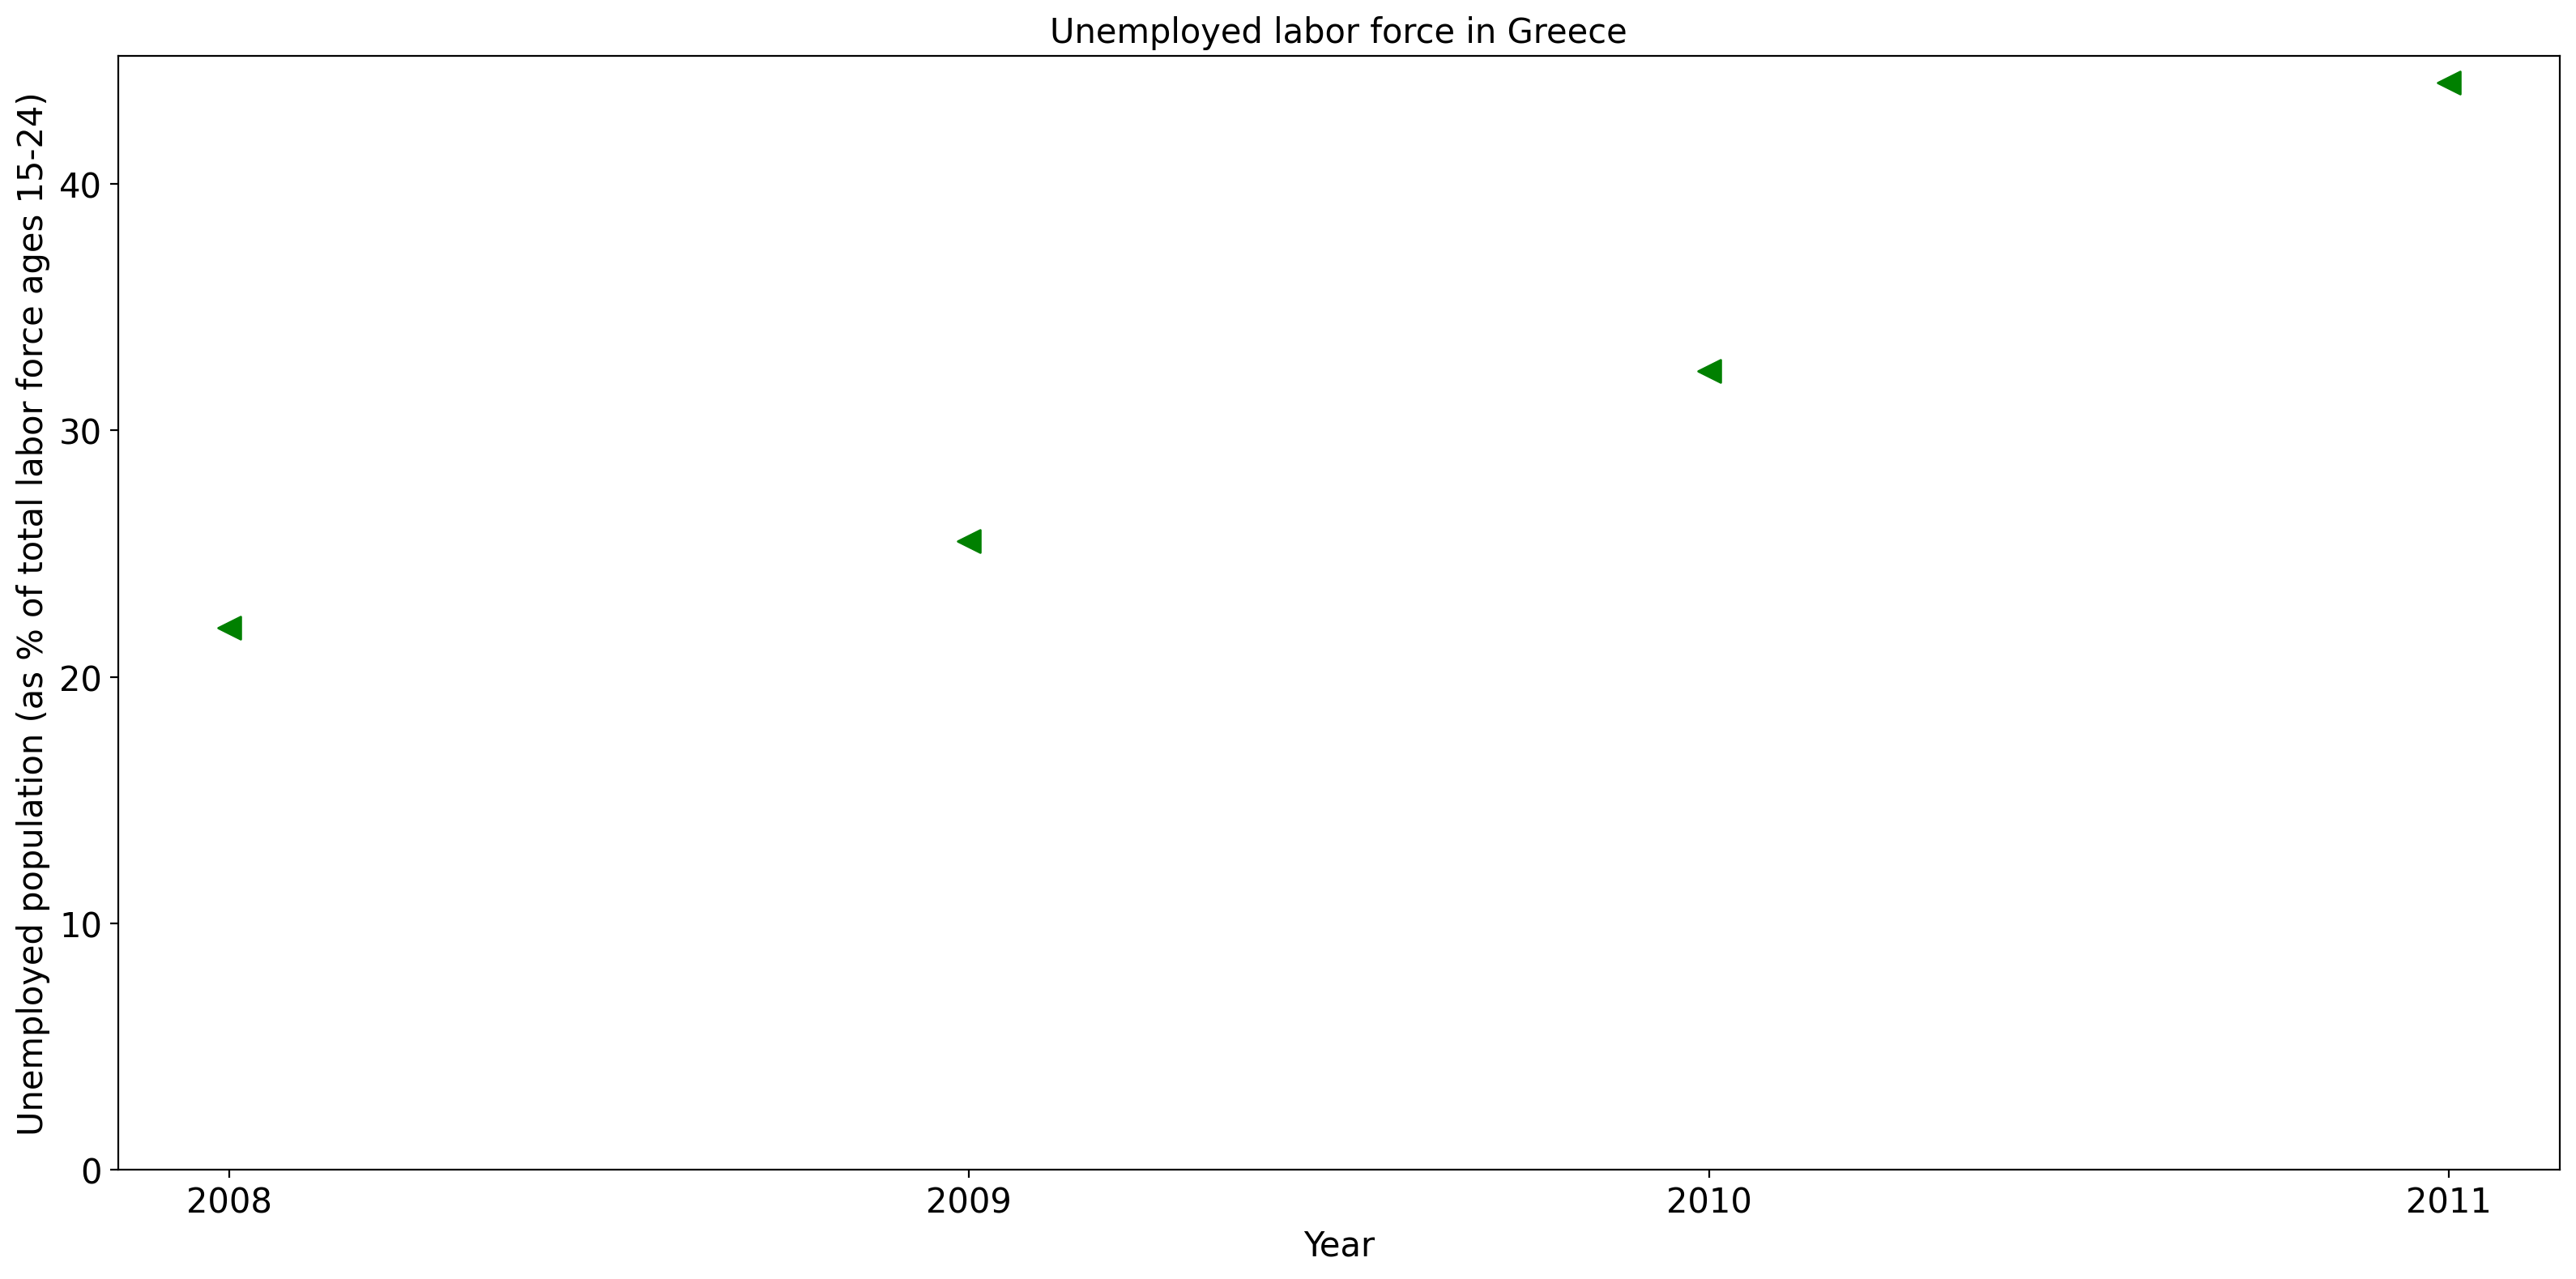 Unemployed labor force in Greece
Unemployed population (as % of total labor force ages 15-24)
40
30
20
10
0
2008 2009 2010 2011
Year